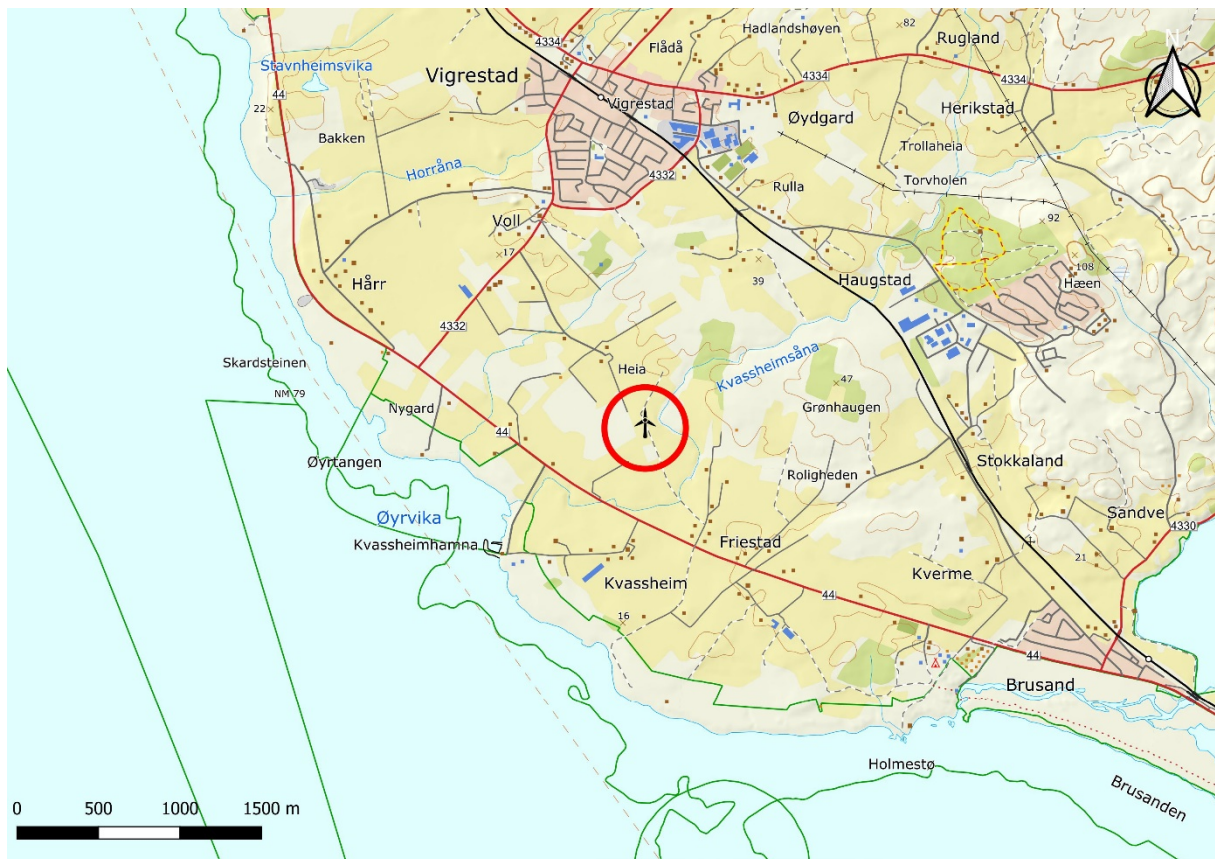 Hadlandshøyen
82
Rugland
N
4334
Flådå
Stavnheimsvika
Vigrestad
4334
4334
44
Vigrestad
22
Herikstad
Øydgard
Bakken
Trollaheia
Horråna
4332
Torvholen
Rulla
Voll
92
17
108
Hårr
39
Haugstad
Hæen
4332
Kvassheimsåna
Skardsteinen
Heia
47
NM 79
Nygard
Grønhaugen
44
Øyrtangen
Stokkaland
Roligheden
Øyrvika
Sandve
4330
Kvassheimhamna
Friestad
21
Kvassheim
Kverme
44
16
44
Brusand
Holmestø
Brusanden
0 500 1000 1500 m